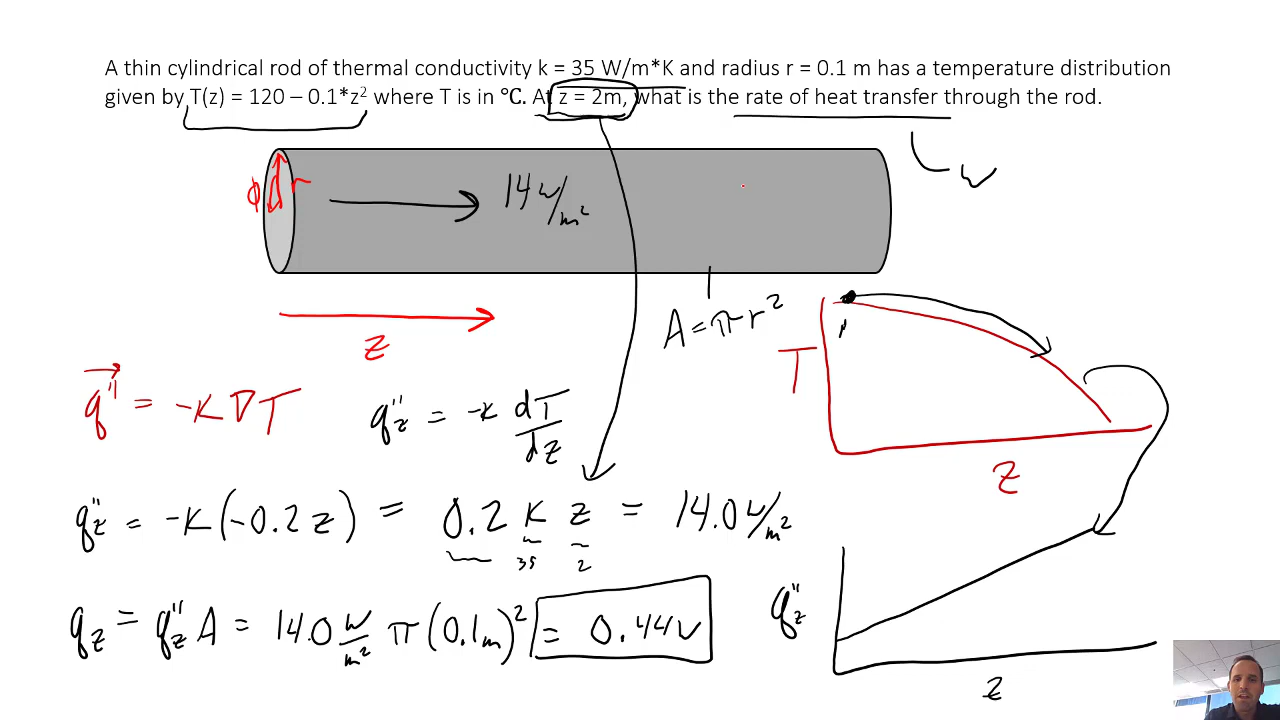 A thin cylindrical rod of thermal conductivity k = 35 W/m*K and radius r = 0.1 m has a temperature distribution
given by T(z) = 120 – 0.1*z² where T is in °C. At z = 2m, what is the rate of heat transfer through the rod.
W
r
14 W/m²
A = πr²
z
T
z
q⃗'' = -k∇T
q''z = -k dT/dz
q''z = -k(-0.2z) = 0.2 k z = 14.0 W/m²
35 2
qz = q''z A = 14.0 W/m² π(0.1m)² = 0.44W
q''z
z